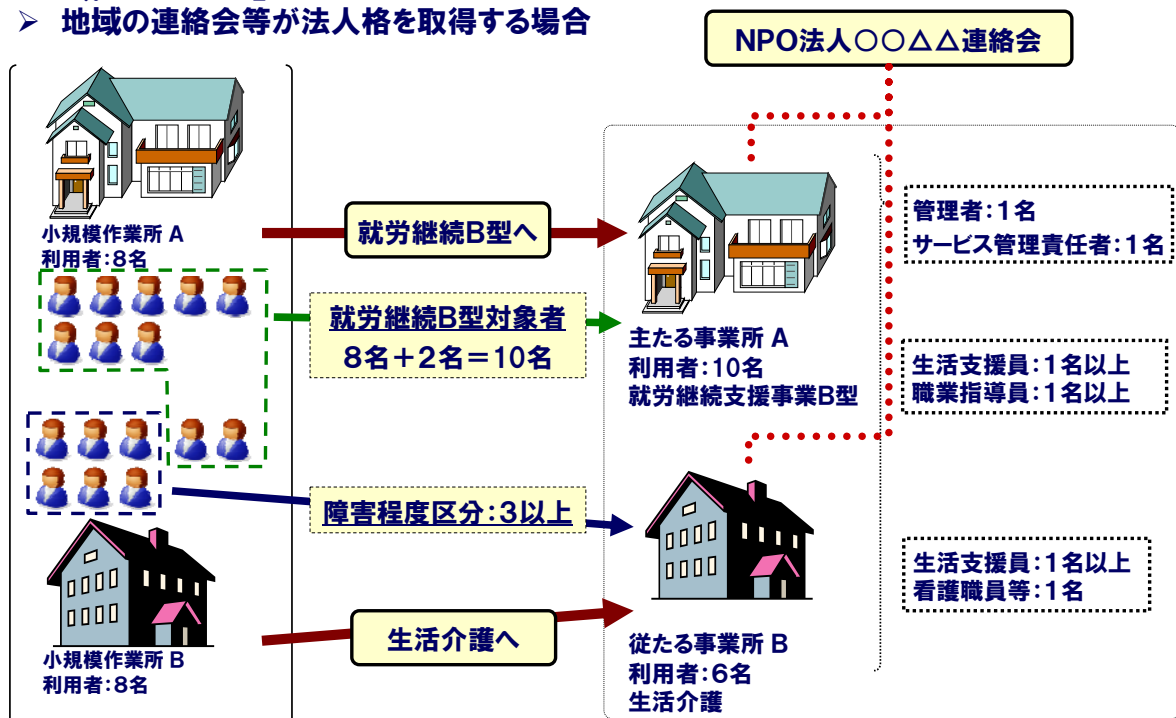 ➢ 地域の連絡会等が法人格を取得する場合
NPO法人○○△△連絡会
小規模作業所 A
利用者:8名
就労継続B型へ
就労継続B型対象者
8名+2名=10名
障害程度区分:3以上
生活介護へ
小規模作業所 B
利用者:8名
主たる事業所 A
利用者:10名
就労継続支援事業B型
従たる事業所 B
利用者:6名
生活介護
管理者:1名
サービス管理責任者:1名
生活支援員:1名以上
職業指導員:1名以上
生活支援員:1名以上
看護職員等:1名